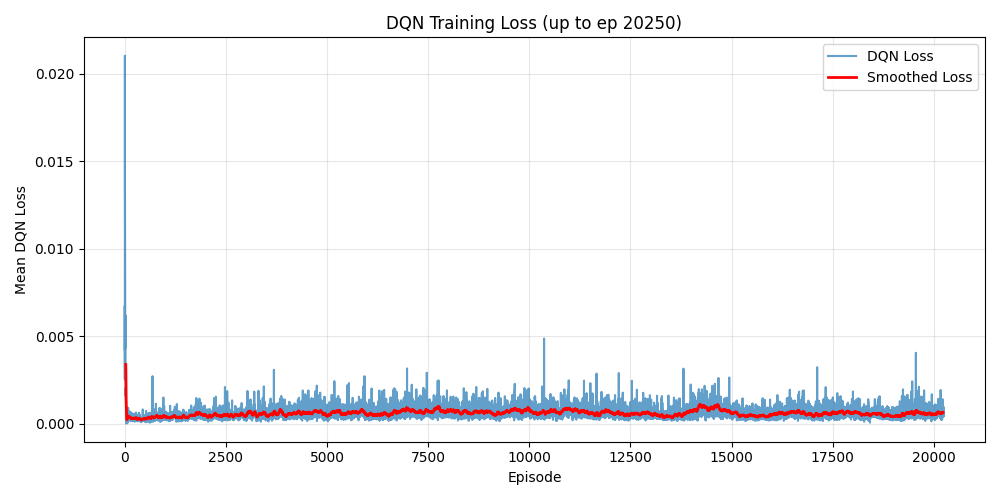 DQN Training Loss (up to ep 20250)
DQN Loss
Smoothed Loss
Mean DQN Loss
0.020
0.015
0.010
0.005
0.000
0 2500 5000 7500 10000 12500 15000 17500 20000
Episode